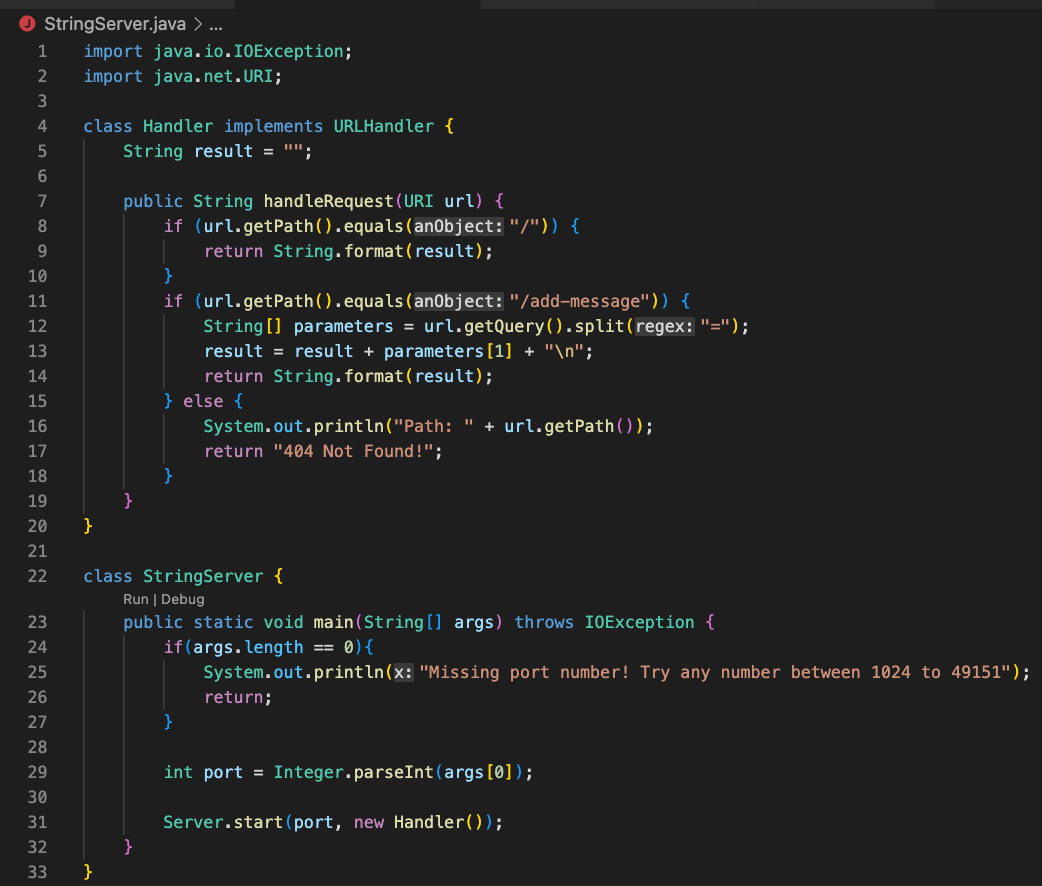 StringServer.java > ...
1 import java.io.IOException;
2 import java.net.URI;
3
4 class Handler implements URLHandler {
5     String result = "";
6
7     public String handleRequest(URI url) {
8         if (url.getPath().equals(anObject: "/")) {
9             return String.format(result);
10         }
11         if (url.getPath().equals(anObject: "/add-message")) {
12             String[] parameters = url.getQuery().split(regex: "=");
13             result = result + parameters[1] + "\n";
14             return String.format(result);
15         } else {
16             System.out.println("Path: " + url.getPath());
17             return "404 Not Found!";
18         }
19     }
20 }
21
22 class StringServer {
Run | Debug
23     public static void main(String[] args) throws IOException {
24         if(args.length == 0){
25             System.out.println(x: "Missing port number! Try any number between 1024 to 49151");
26             return;
27         }
28
29         int port = Integer.parseInt(args[0]);
30
31         Server.start(port, new Handler());
32     }
33 }